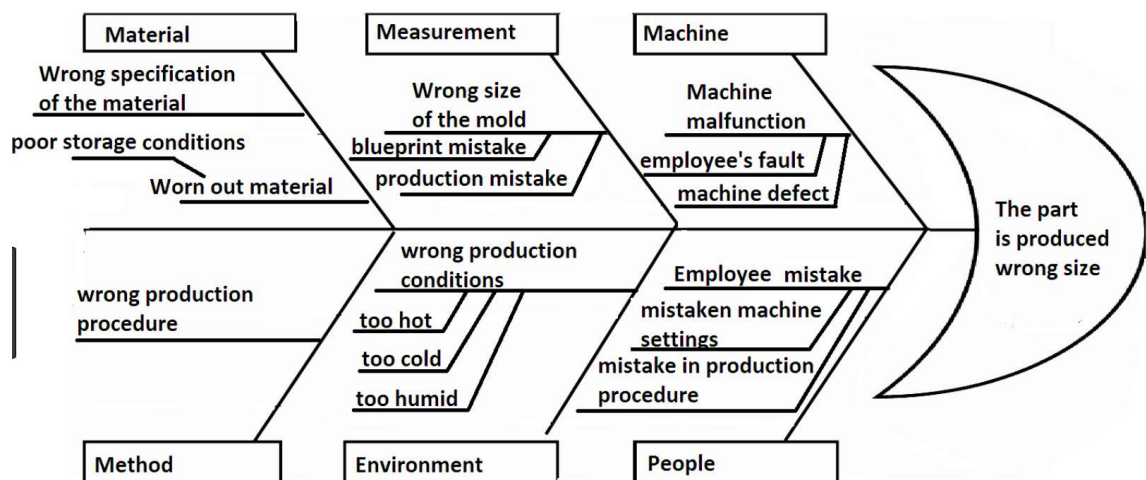 Material
Measurement
Machine
Wrong specification
of the material
poor storage conditions
Worn out material
Wrong size
of the mold
blueprint mistake
production mistake
Machine
malfunction
employee's fault
machine defect
The part
is produced
wrong size
wrong production
procedure
wrong production
conditions
too hot
too cold
too humid
Employee mistake
mistaken machine
settings
mistake in production
procedure
Method
Environment
People